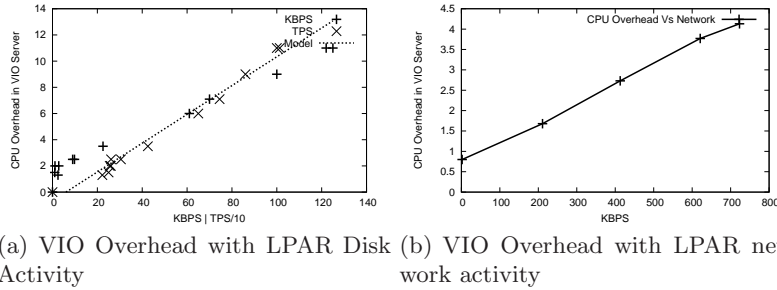 14
12
10
8
6
4
2
0
CPU Overhead in VIO Server
0 20 40 60 80 100 120 140
KBPS | TPS/10
KBPS
TPS
Model
4.5
4
3.5
3
2.5
2
1.5
1
0.5
0
CPU Overhead in VIO Server
0 100 200 300 400 500 600 700 800
KBPS
CPU Overhead Vs Network
(a) VIO Overhead with LPAR Disk
Activity
(b) VIO Overhead with LPAR net
work activity